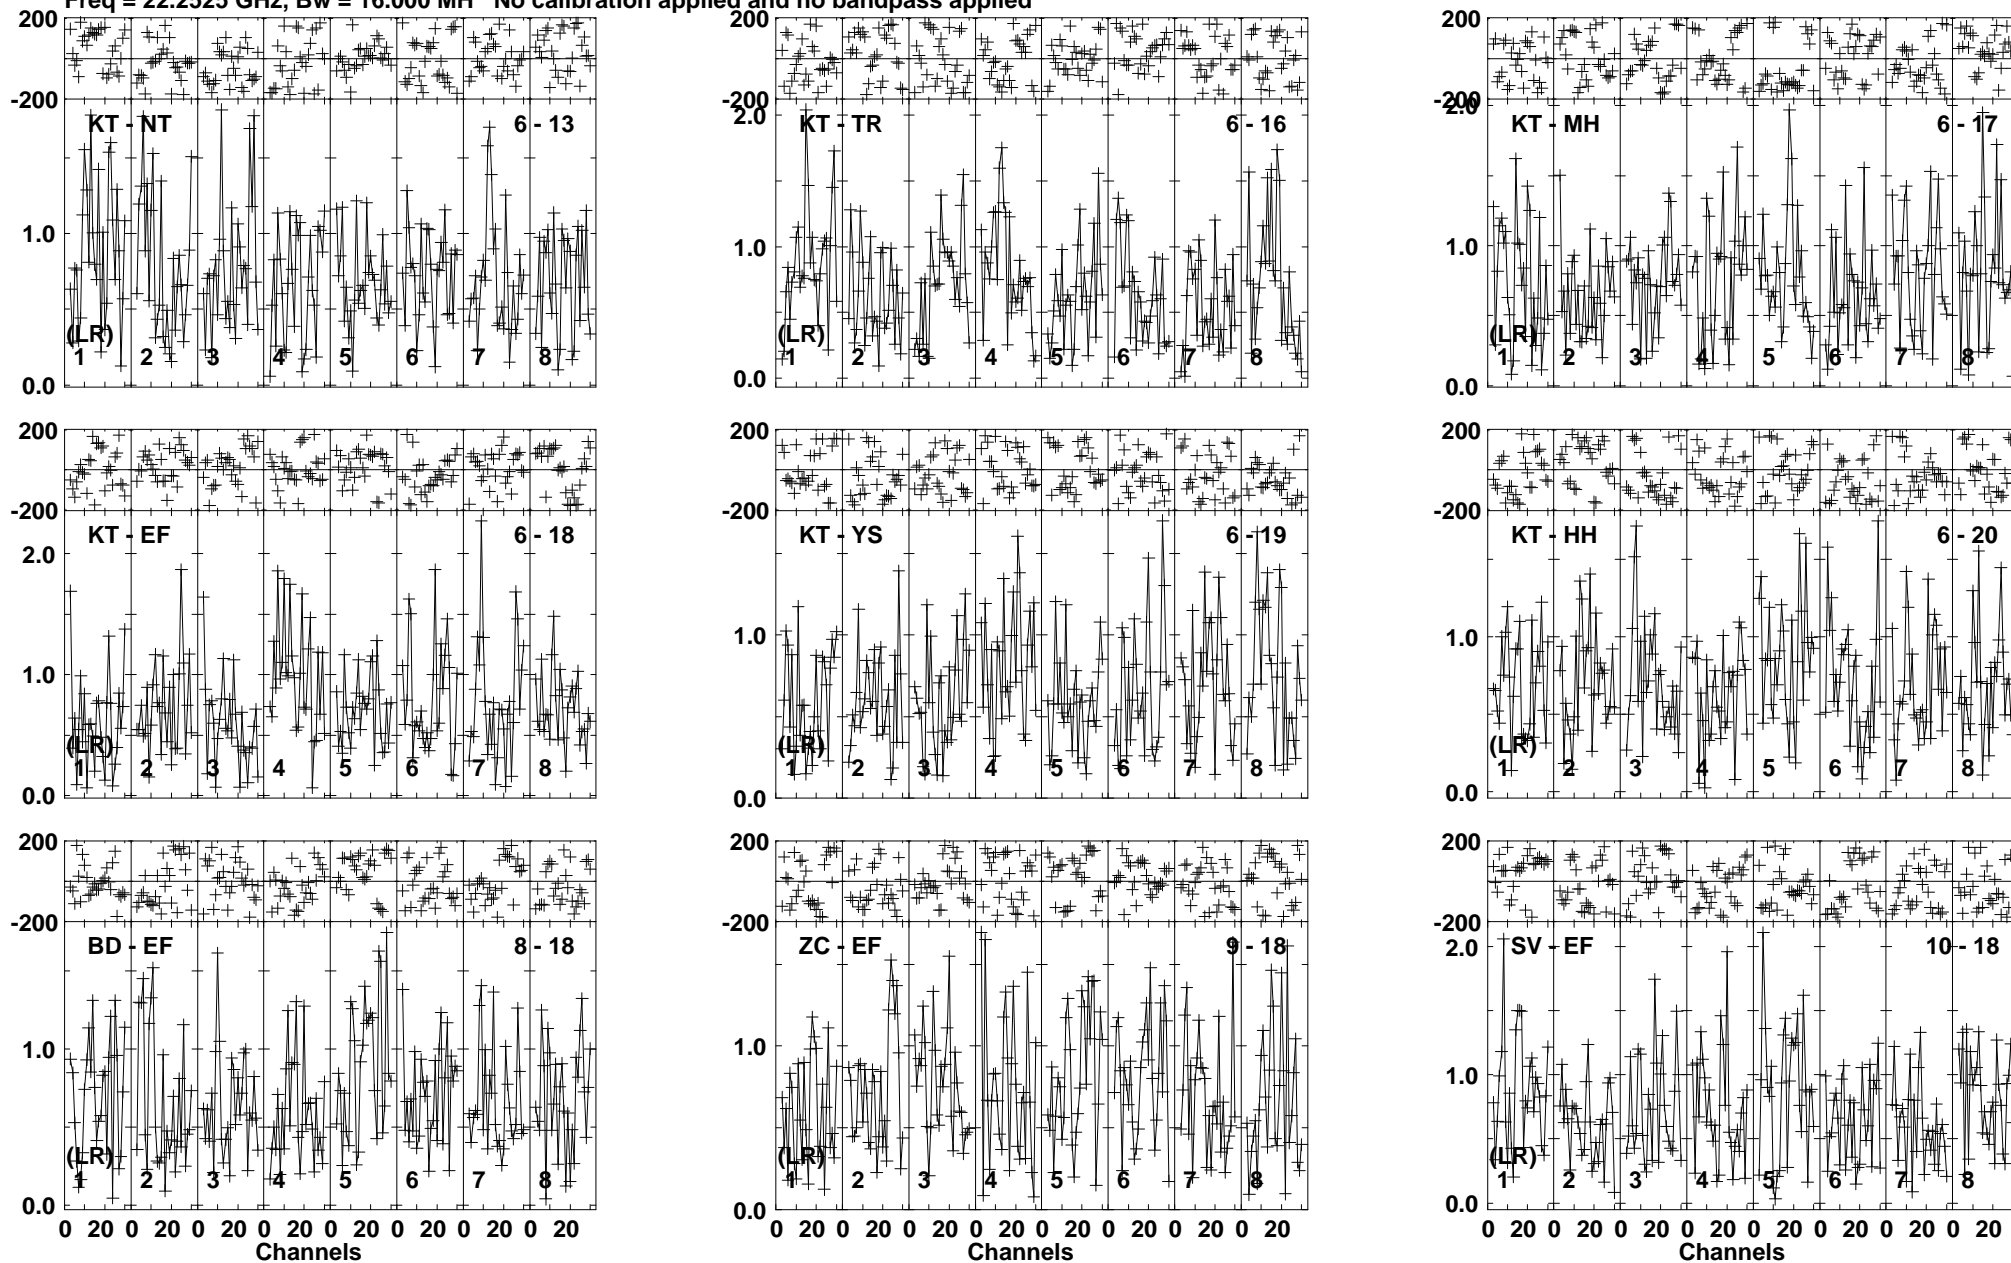 Freq = 22.2525 GHz, Bw = 16.000 MH No calibration applied and no bandpass applied
200 200 200
-200 -200 -200
KT - NT 6 - 13 2.0 KT - TR 6 - 16 2.0 KT - MH 6 - 17
1.0 1.0 1.0
(LR) (LR) (LR)
1 2 3 4 5 6 7 8 1 2 3 4 5 6 7 8 1 2 3 4 5 6 7 8
0.0 0.0 0.0
200 200 200
-200 -200 -200
KT - EF 6 - 18 KT - YS 6 - 19 KT - HH 6 - 20
2.0
1.0 1.0 1.0
(LR) (LR) (LR)
1 2 3 4 5 6 7 8 1 2 3 4 5 6 7 8 1 2 3 4 5 6 7 8
0.0 0.0 0.0
200 200 200
-200 -200 -200
BD - EF 8 - 18 ZC - EF 9 - 18 2.0 SV - EF 10 - 18
1.0 1.0 1.0
(LR) (LR) (LR)
1 2 3 4 5 6 7 8 1 2 3 4 5 6 7 8 1 2 3 4 5 6 7 8
0.0 0.0 0.0
0 20 0 20 0 20 0 20 0 20 0 20 0 20 0 20 0 20 0 20 0 20 0 20 0 20 0 20 0 20 0 20 0 20 0 20 0 20 0 20 0 20 0 20 0 20 0 20
Channels Channels